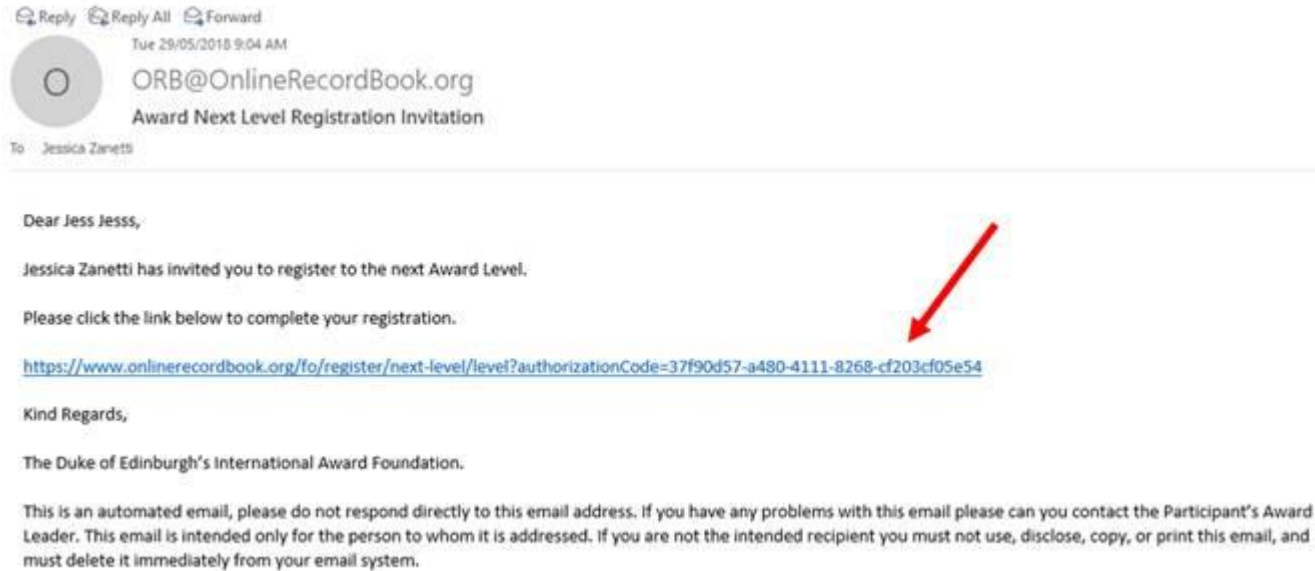 Reply Reply All Forward
Tue 29/05/2018 9:04 AM
O
ORB@OnlineRecordBook.org
Award Next Level Registration Invitation
To Jessica Zanetti
Dear Jess Jesss,
Jessica Zanetti has invited you to register to the next Award Level.
Please click the link below to complete your registration.
https://www.onlinerecordbook.org/fo/register/next-level/level?authorizationCode=37f90d57-a480-4111-8268-cf203cf05e54
Kind Regards,
The Duke of Edinburgh's International Award Foundation.
This is an automated email, please do not respond directly to this email address. If you have any problems with this email please can you contact the Participant's Award
Leader. This email is intended only for the person to whom it is addressed. If you are not the intended recipient you must not use, disclose, copy, or print this email, and
must delete it immediately from your email system.